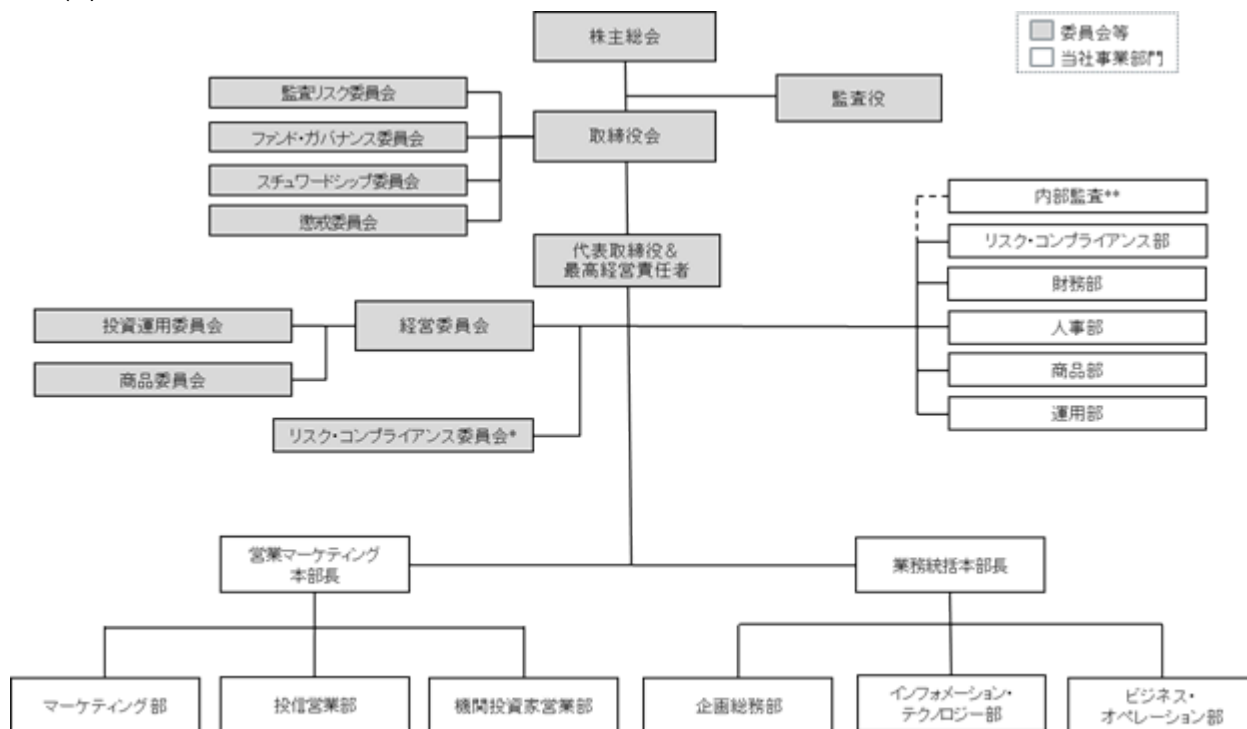 株主総会
委員会等
当社事業部門
監査リスク委員会
監査役
ファンド・ガバナンス委員会
取締役会
スチュワードシップ委員会
内部監査**
懲戒委員会
リスク・コンプライアンス部
代表取締役&
最高経営責任者
財務部
投資運用委員会
経営委員会
人事部
商品委員会
商品部
運用部
リスク・コンプライアンス委員会*
営業マーケティング
本部長
業務統括本部長
マーケティング部
投信営業部
機関投資家営業部
企画総務部
インフォメーション・
テクノロジー部
ビジネス・
オペレーション部